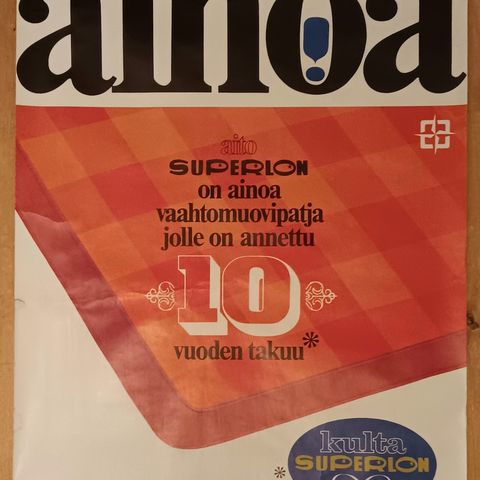 ainoa
!
aito
SUPERLON
on ainoa
vaahtomuovipatja
jolle on annettu
10
vuoden takuu*
kulta
SUPERLON
*